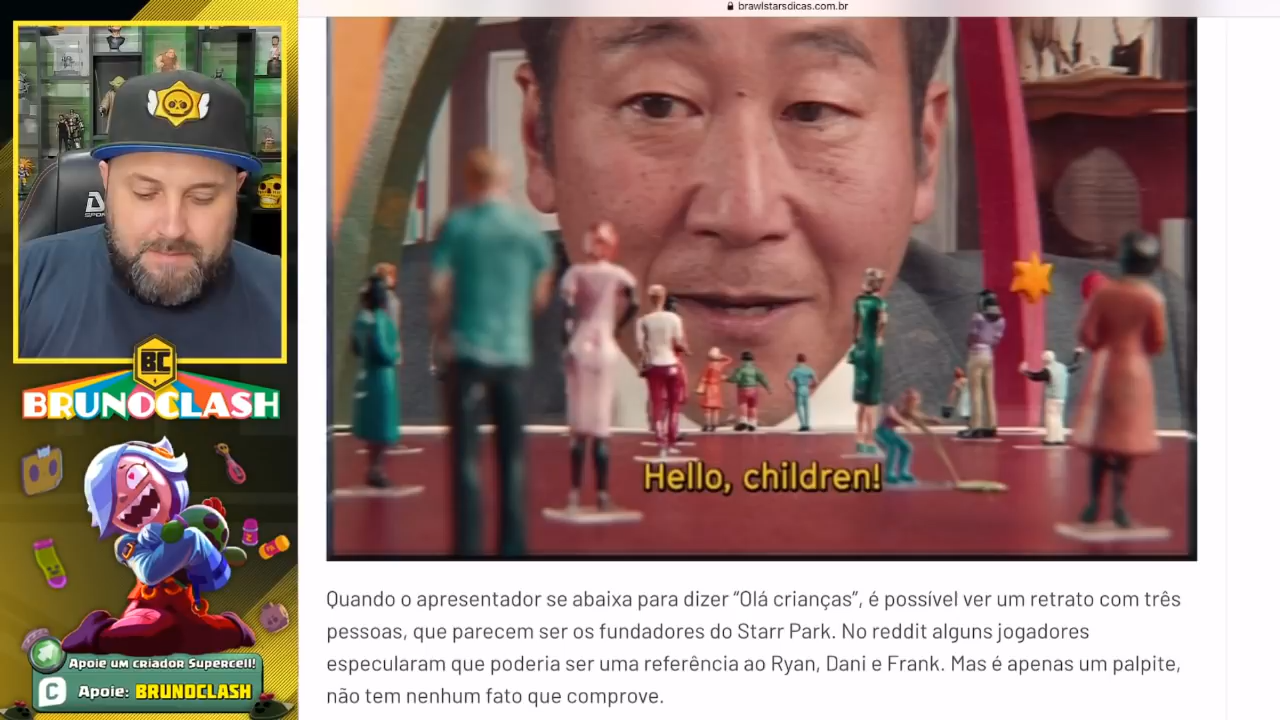 brawlstarsdicas.com.br
BC
BRUNOCLASH
Hello, children!
Quando o apresentador se abaixa para dizer “Olá crianças”, é possível ver um retrato com três
pessoas, que parecem ser os fundadores do Starr Park. No reddit alguns jogadores
especularam que poderia ser uma referência ao Ryan, Dani e Frank. Mas é apenas um palpite,
não tem nenhum fato que comprove.
Apoie um criador Supercell!
C Apoie: BRUNOCLASH